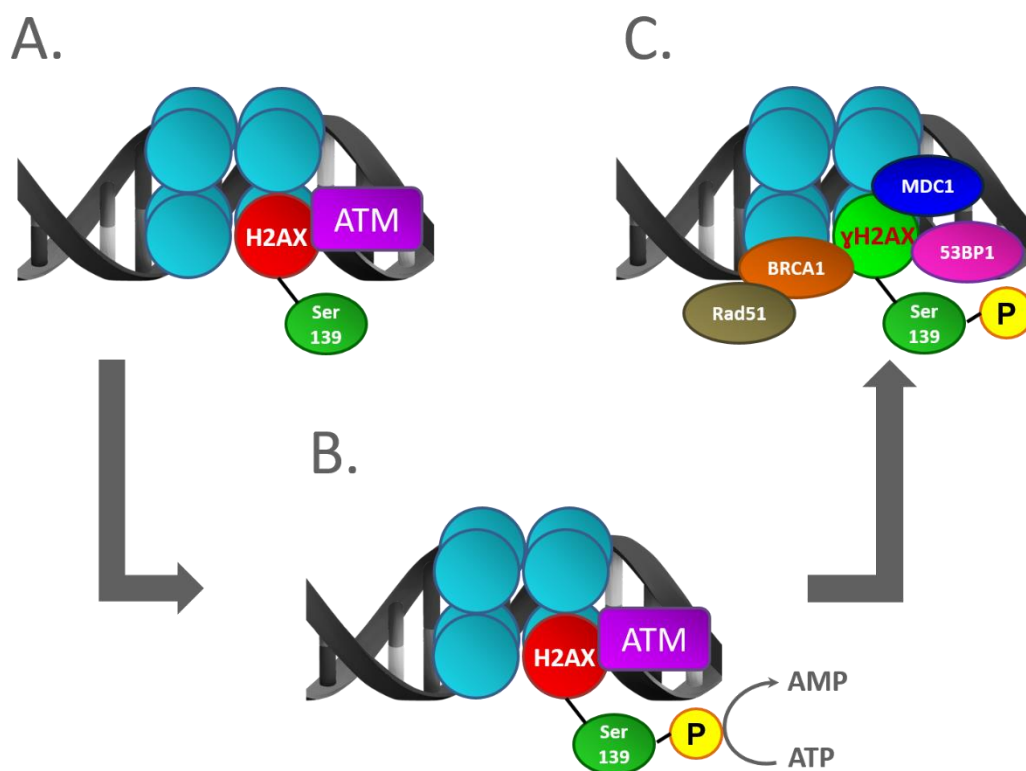 A.
H2AX
ATM
Ser
139
B.
H2AX
ATM
Ser
139
P
AMP
ATP
C.
MDC1
γH2AX
53BP1
BRCA1
Rad51
Ser
139
P